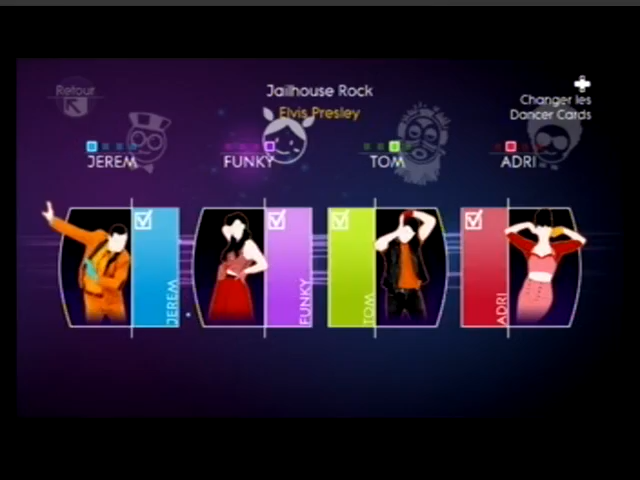 Retour
Jailhouse Rock
Elvis Presley
Changer les
Dancer Cards
JEREM
FUNKY
TOM
ADRI
JEREM
FUNKY
TOM
ADRI